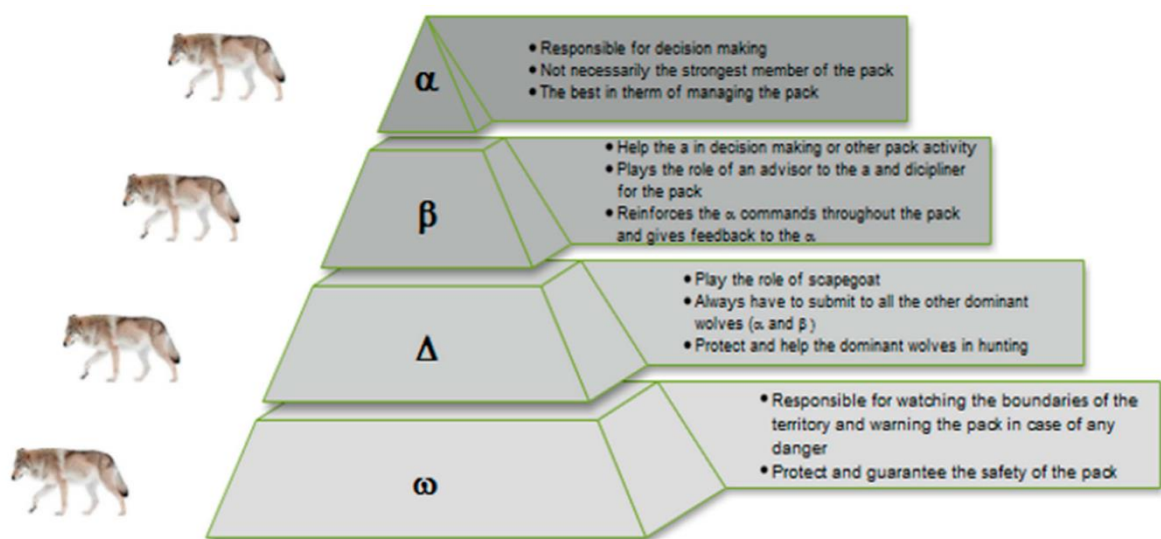 α
• Responsible for decision making
• Not necessarily the strongest member of the pack
• The best in therm of managing the pack
β
• Help the a in decision making or other pack activity
• Plays the role of an advisor to the a and dicipliner
for the pack
• Reinforces the α commands throughout the pack
and gives feedback to the α
Δ
• Play the role of scapegoat
• Always have to submit to all the other dominant
wolves (α and β)
• Protect and help the dominant wolves in hunting
ω
• Responsible for watching the boundaries of the
territory and warning the pack in case of any
danger
• Protect and guarantee the safety of the pack